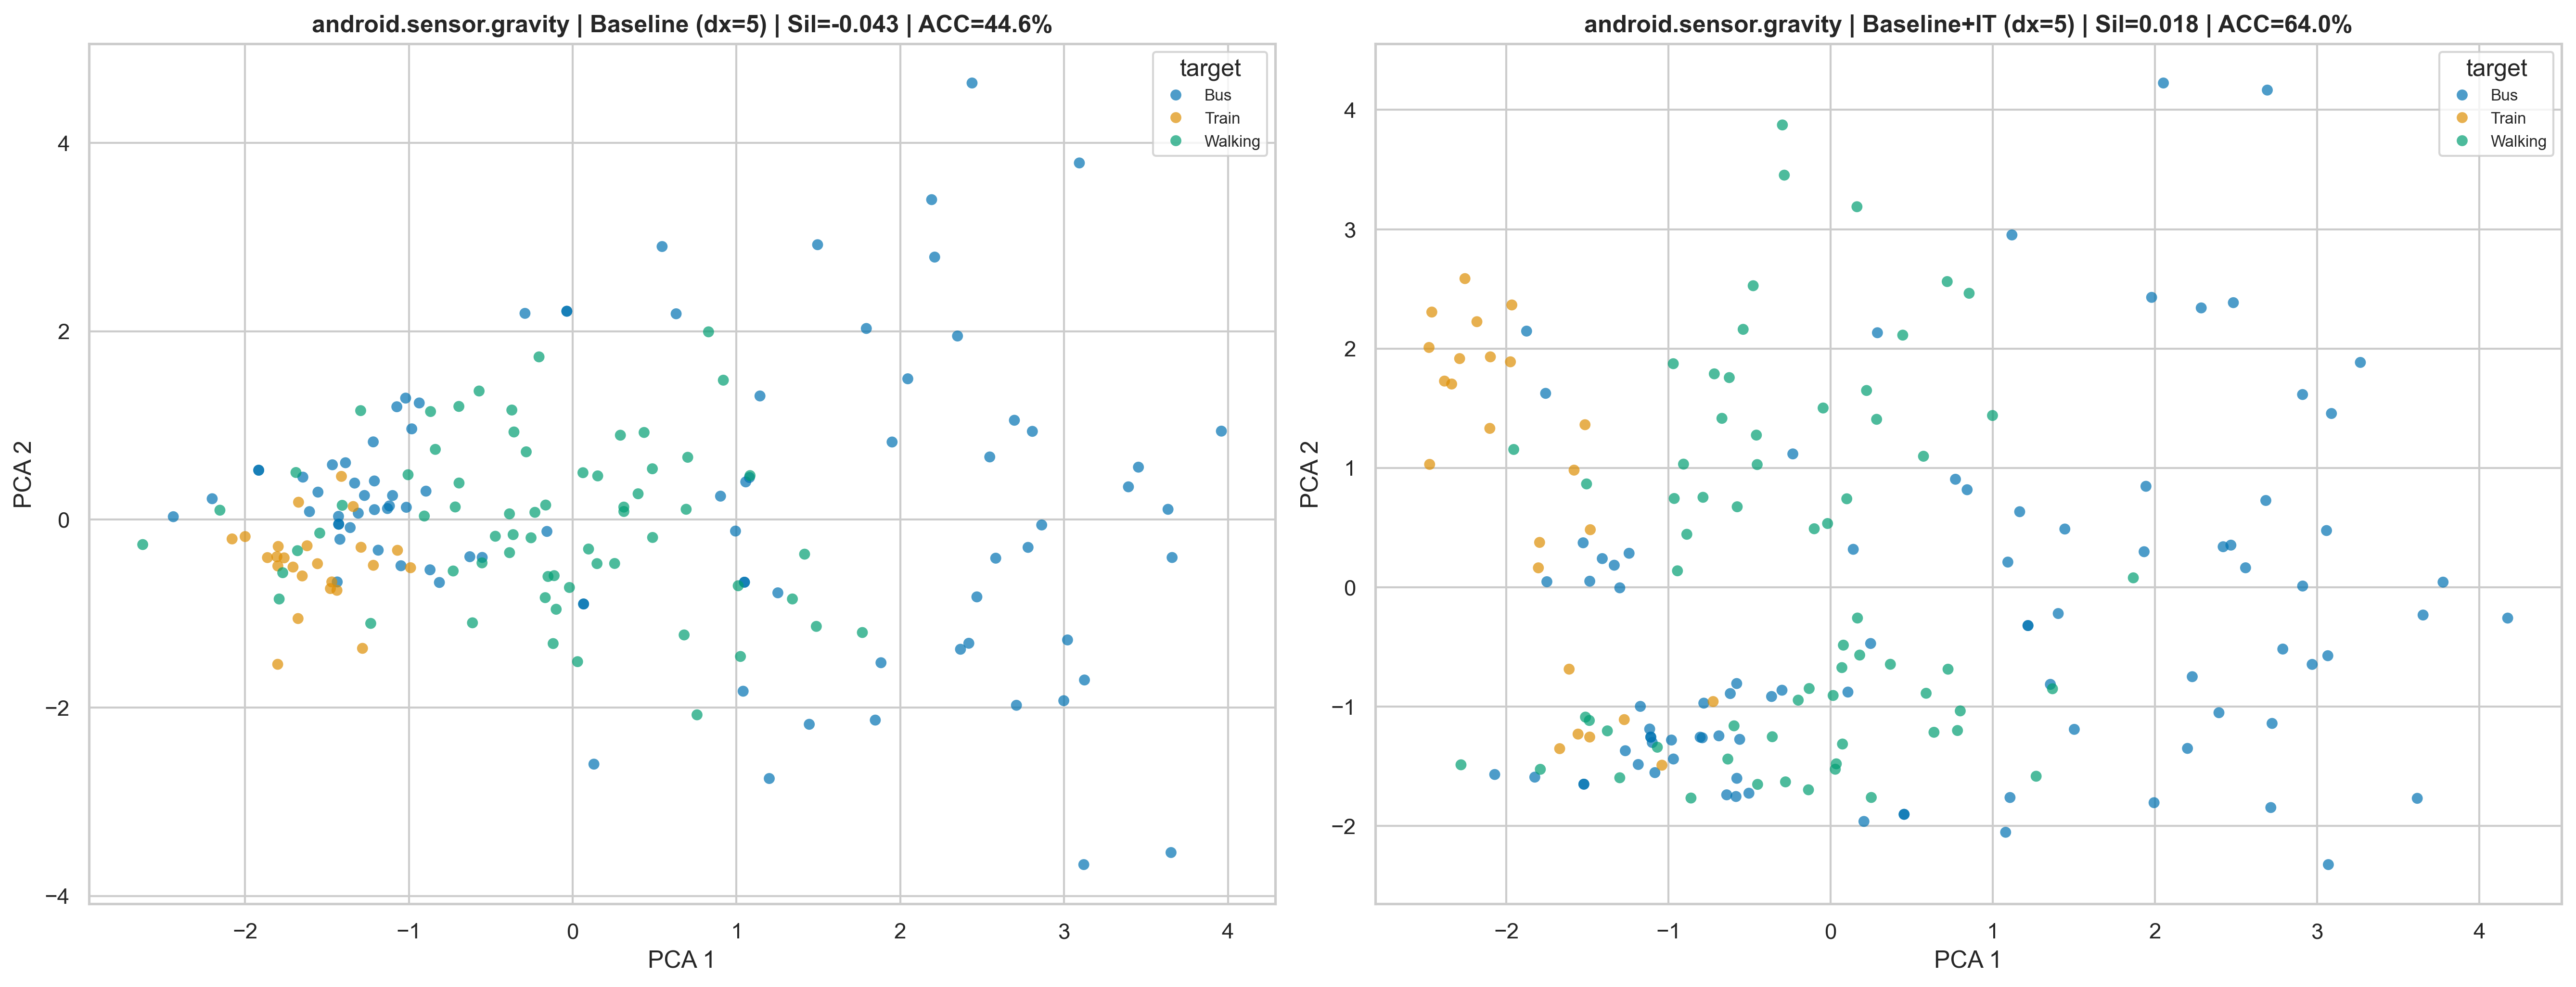 android.sensor.gravity | Baseline (dx=5) | Sil=-0.043 | ACC=44.6%
target
Bus
Train
Walking
4
2
0
−2
−4
PCA 2
−2 −1 0 1 2 3 4
PCA 1
android.sensor.gravity | Baseline+IT (dx=5) | Sil=0.018 | ACC=64.0%
target
Bus
Train
Walking
4
3
2
1
0
−1
−2
PCA 2
−2 −1 0 1 2 3 4
PCA 1